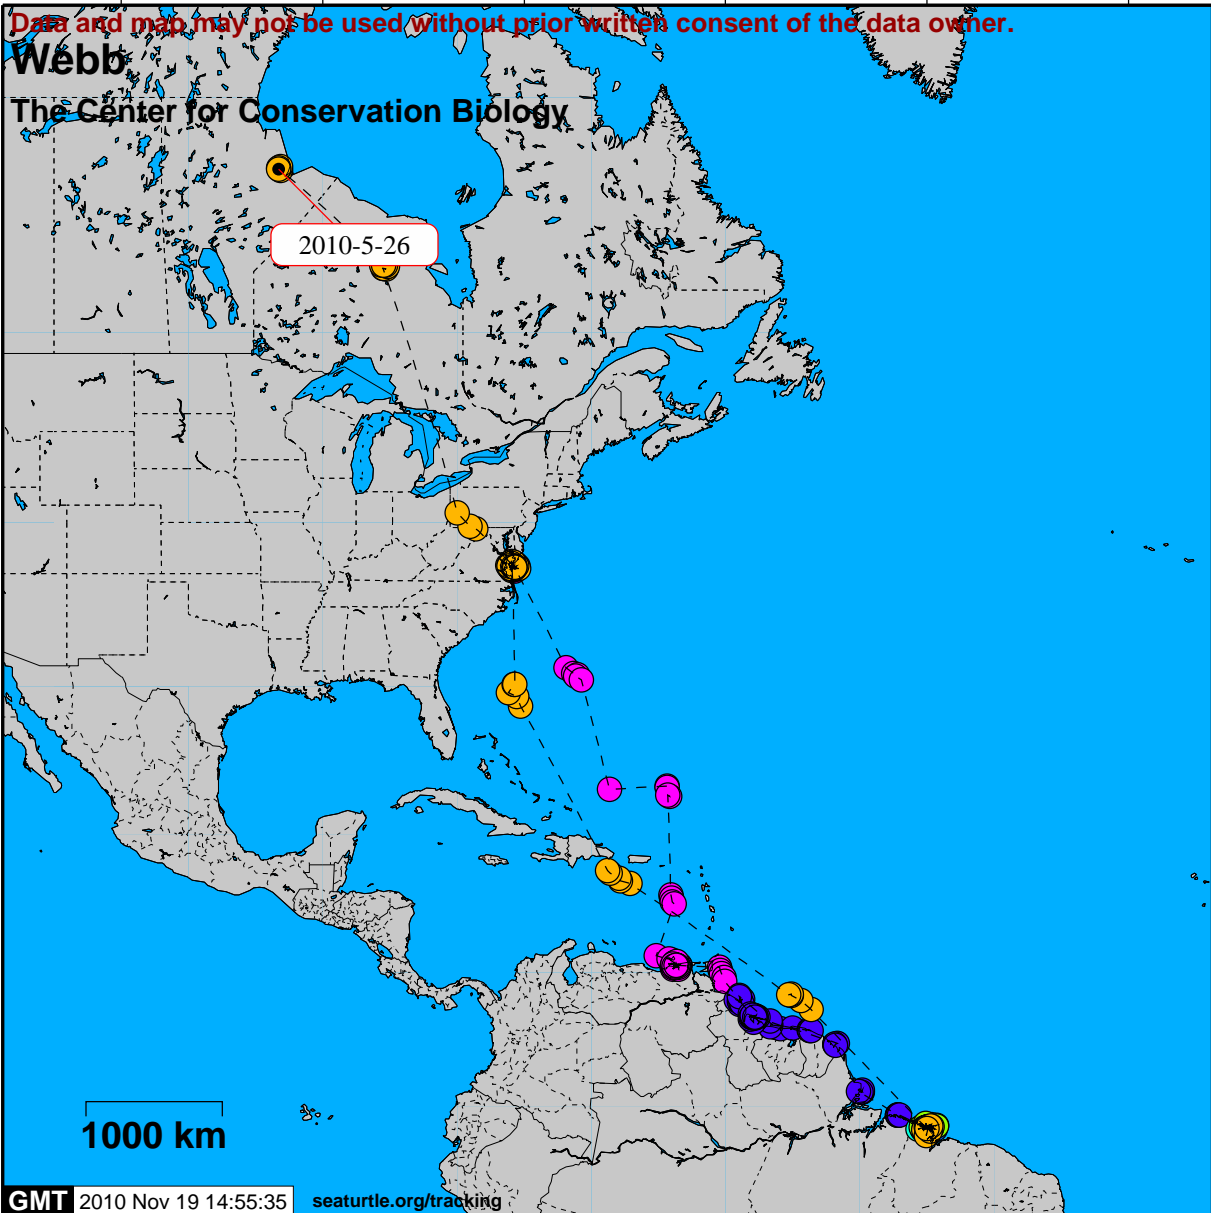 Data and map may not be used without prior written consent of the data owner.
Webb
The Center for Conservation Biology
2010-5-26
1000 km
GMT 2010 Nov 19 14:55:35 seaturtle.org/tracking